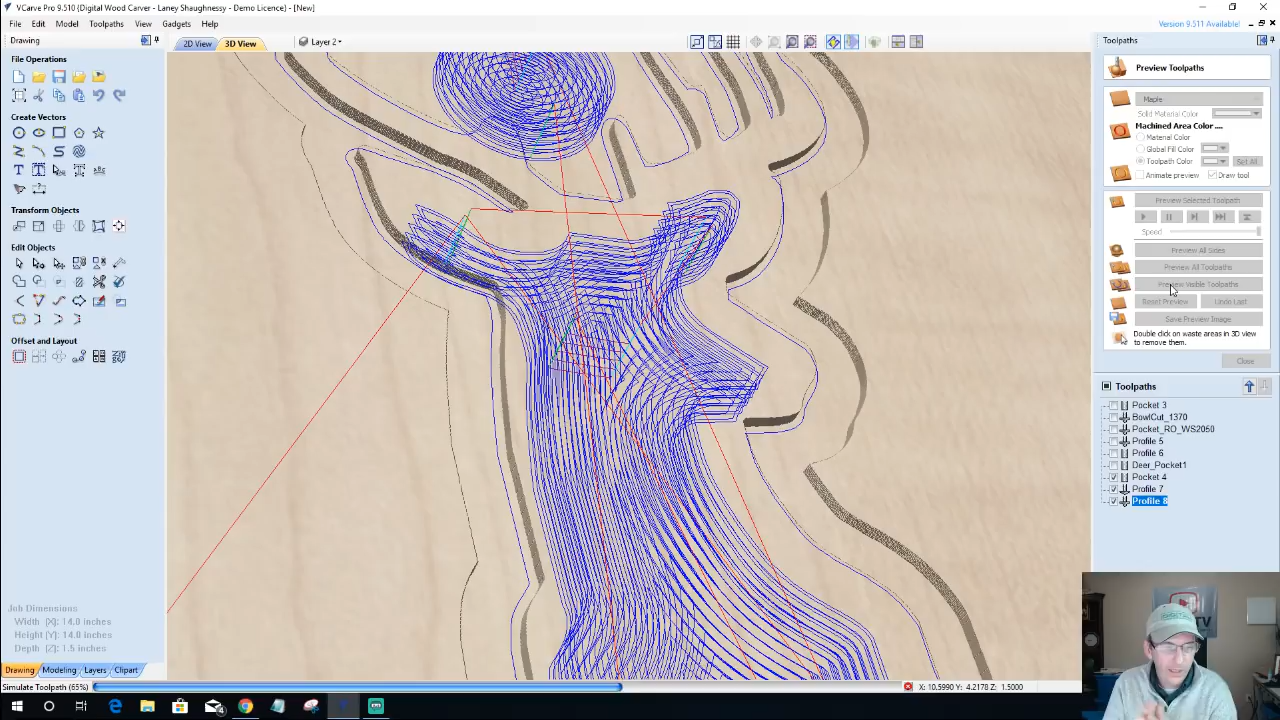 VCarve Pro 9.510 {Digital Wood Carver - Laney Shaughnessy - Demo Licence} - [New]
File Edit Model Toolpaths View Gadgets Help
Version 9.511 Available!
Drawing
2D View 3D View Layer 2
Toolpaths
File Operations
Preview Toolpaths
Maple
Solid Material Color
Create Vectors
Machined Area Color ....
Material Color
Global Fill Color
Toolpath Color Set All
Animate preview Draw tool
Preview Selected Toolpath
Transform Objects
Speed
Edit Objects
Preview All Sides
Preview All Toolpaths
Preview Visible Toolpaths
Reset Preview Undo Last
Save Preview Image
Double click on waste areas in 3D view
to remove them.
Offset and Layout
Close
Toolpaths
Pocket 3
BowlCut_1370
Pocket_RO_WS2050
Profile 5
Profile 6
Deer_Pocket1
Pocket 4
Profile 7
Profile 8
Job Dimensions
Width (X): 14.0 inches
Height (Y): 14.0 inches
Depth (Z): 1.5 inches
Drawing Modeling Layers Clipart
Simulate Toolpath (65%)
X: 10.5990 Y: 4.2178 Z: 1.5000